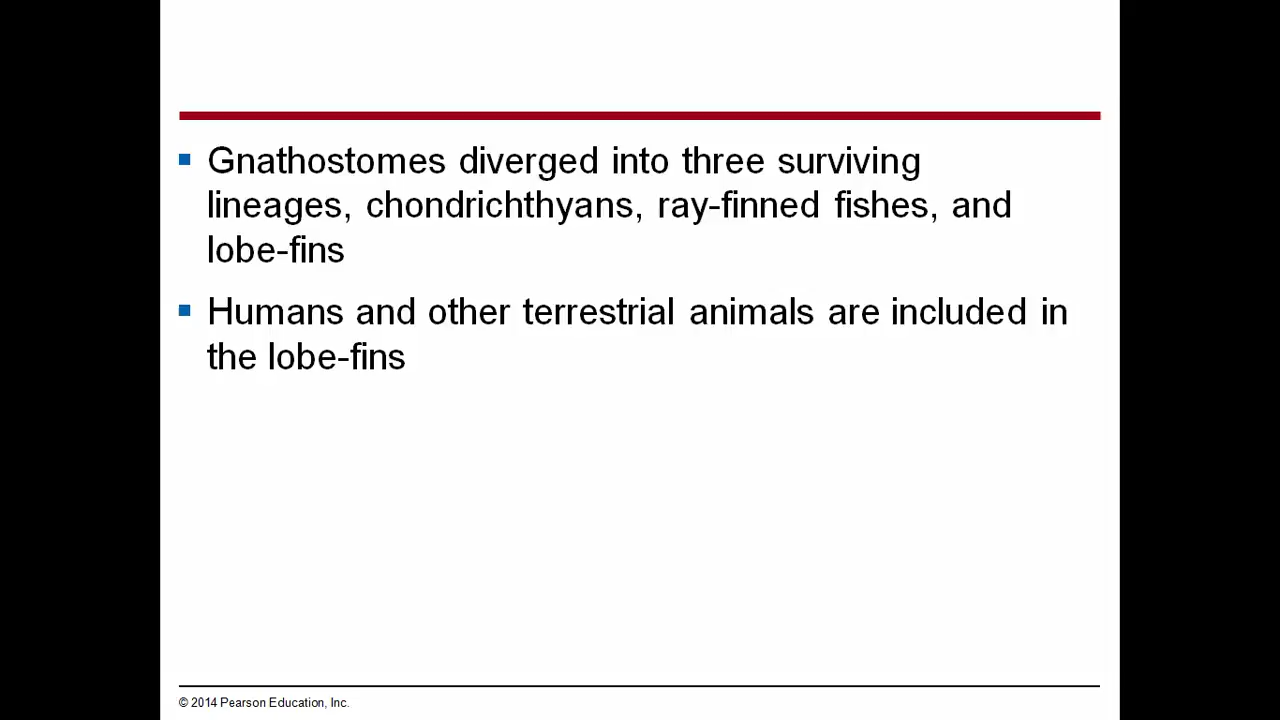 Gnathostomes diverged into three surviving
lineages, chondrichthyans, ray-finned fishes, and
lobe-fins
Humans and other terrestrial animals are included in
the lobe-fins
© 2014 Pearson Education, Inc.